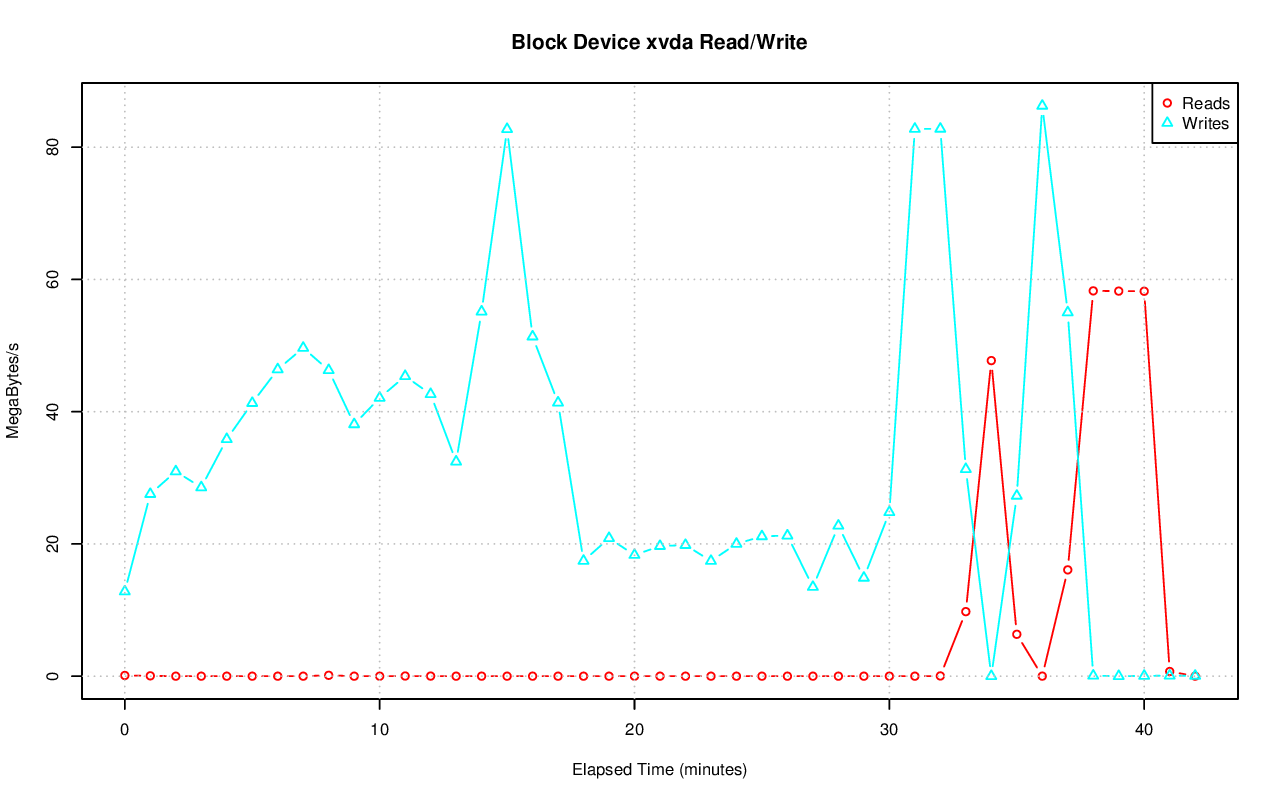 Block Device xvda Read/Write
Reads
Writes
80
60
40
20
0
MegaBytes/s
0 10 20 30 40
Elapsed Time (minutes)